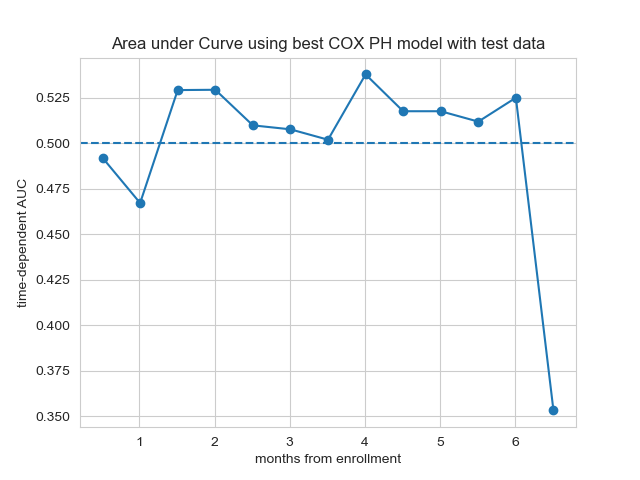 Area under Curve using best COX PH model with test data
0.525
0.500
0.475
0.450
0.425
0.400
0.375
0.350
time-dependent AUC
1 2 3 4 5 6
months from enrollment